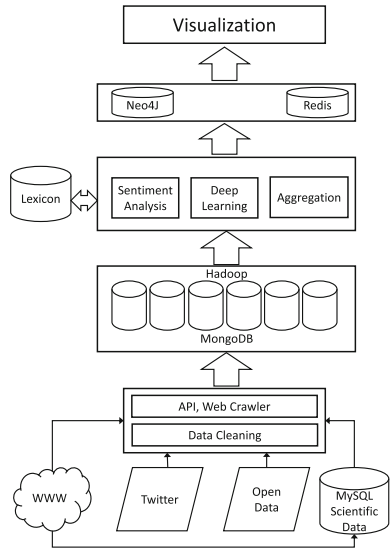 Visualization
Neo4J
Redis
Lexicon
Sentiment
Analysis
Deep
Learning
Aggregation
Hadoop
MongoDB
API, Web Crawler
Data Cleaning
WWW
Twitter
Open
Data
MySQL
Scientific
Data